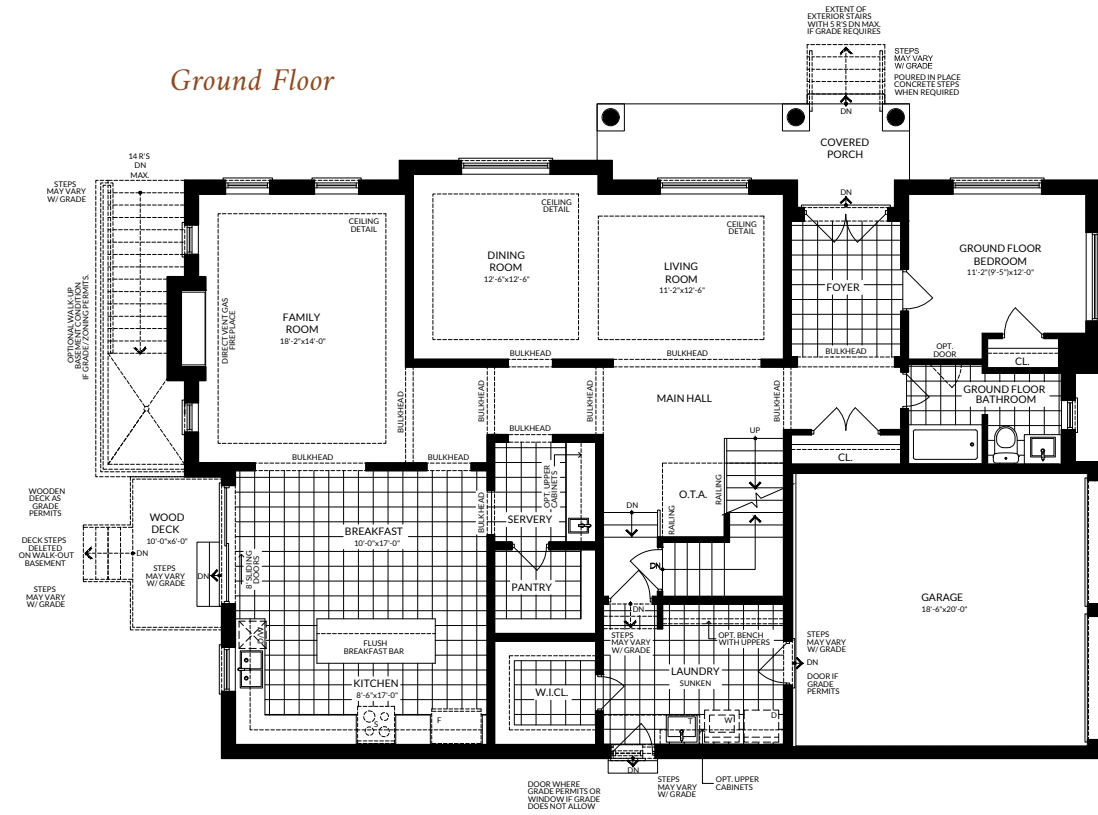 Ground Floor
EXTENT OF
EXTERIOR STAIRS
WITH 5 R'S DN MAX.
IF GRADE REQUIRES
STEPS
MAY VARY
W/ GRADE
POURED IN PLACE
CONCRETE STEPS
WHEN REQUIRED
DN
COVERED
PORCH
DN
14 R'S
DN
MAX.
STEPS
MAY VARY
W/ GRADE
OPTIONAL WALK-UP
BASEMENT CONDITION
IF GRADE/ZONING PERMITS.
CEILING
DETAIL
DIRECT VENT GAS
FIREPLACE
FAMILY
ROOM
18'-2"x14'-0"
CEILING
DETAIL
DINING
ROOM
12'-6"x12'-6"
CEILING
DETAIL
LIVING
ROOM
11'-2"x12'-6"
FOYER
GROUND FLOOR
BEDROOM
11'-2"(9'-5")x12'-0"
BULKHEAD
BULKHEAD
BULKHEAD
OPT.
DOOR
CL.
GROUND FLOOR
BATHROOM
BULKHEAD
BULKHEAD
BULKHEAD
BULKHEAD
MAIN HALL
BULKHEAD
BULKHEAD
BULKHEAD
UP
CL.
WOODEN
DECK AS
GRADE
PERMITS
WOOD
DECK
10'-0"x6'-0"
DECK STEPS
DELETED
ON WALK-OUT
BASEMENT
DN
STEPS
MAY VARY
W/ GRADE
STEPS
MAY VARY
W/ GRADE
DN
8' SLIDING
DOORS
BREAKFAST
10'-0"x17'-0"
BULKHEAD
OPT. UPPER
CABINETS
SERVERY
PANTRY
DN
O.T.A.
RAILING
RAILING
DN
DN
GARAGE
18'-6"x20'-0"
D/W
FLUSH
BREAKFAST BAR
KITCHEN
8'-6"x17'-0"
S
F
W.I.CL.
STEPS
MAY VARY
W/ GRADE
OPT. BENCH
WITH UPPERS
LAUNDRY
SUNKEN
T
W
D
STEPS
MAY VARY
W/ GRADE
DN
DOOR IF
GRADE
PERMITS
DN
DOOR WHERE
GRADE PERMITS OR
WINDOW IF GRADE
DOES NOT ALLOW
STEPS
MAY VARY
W/ GRADE
OPT. UPPER
CABINETS